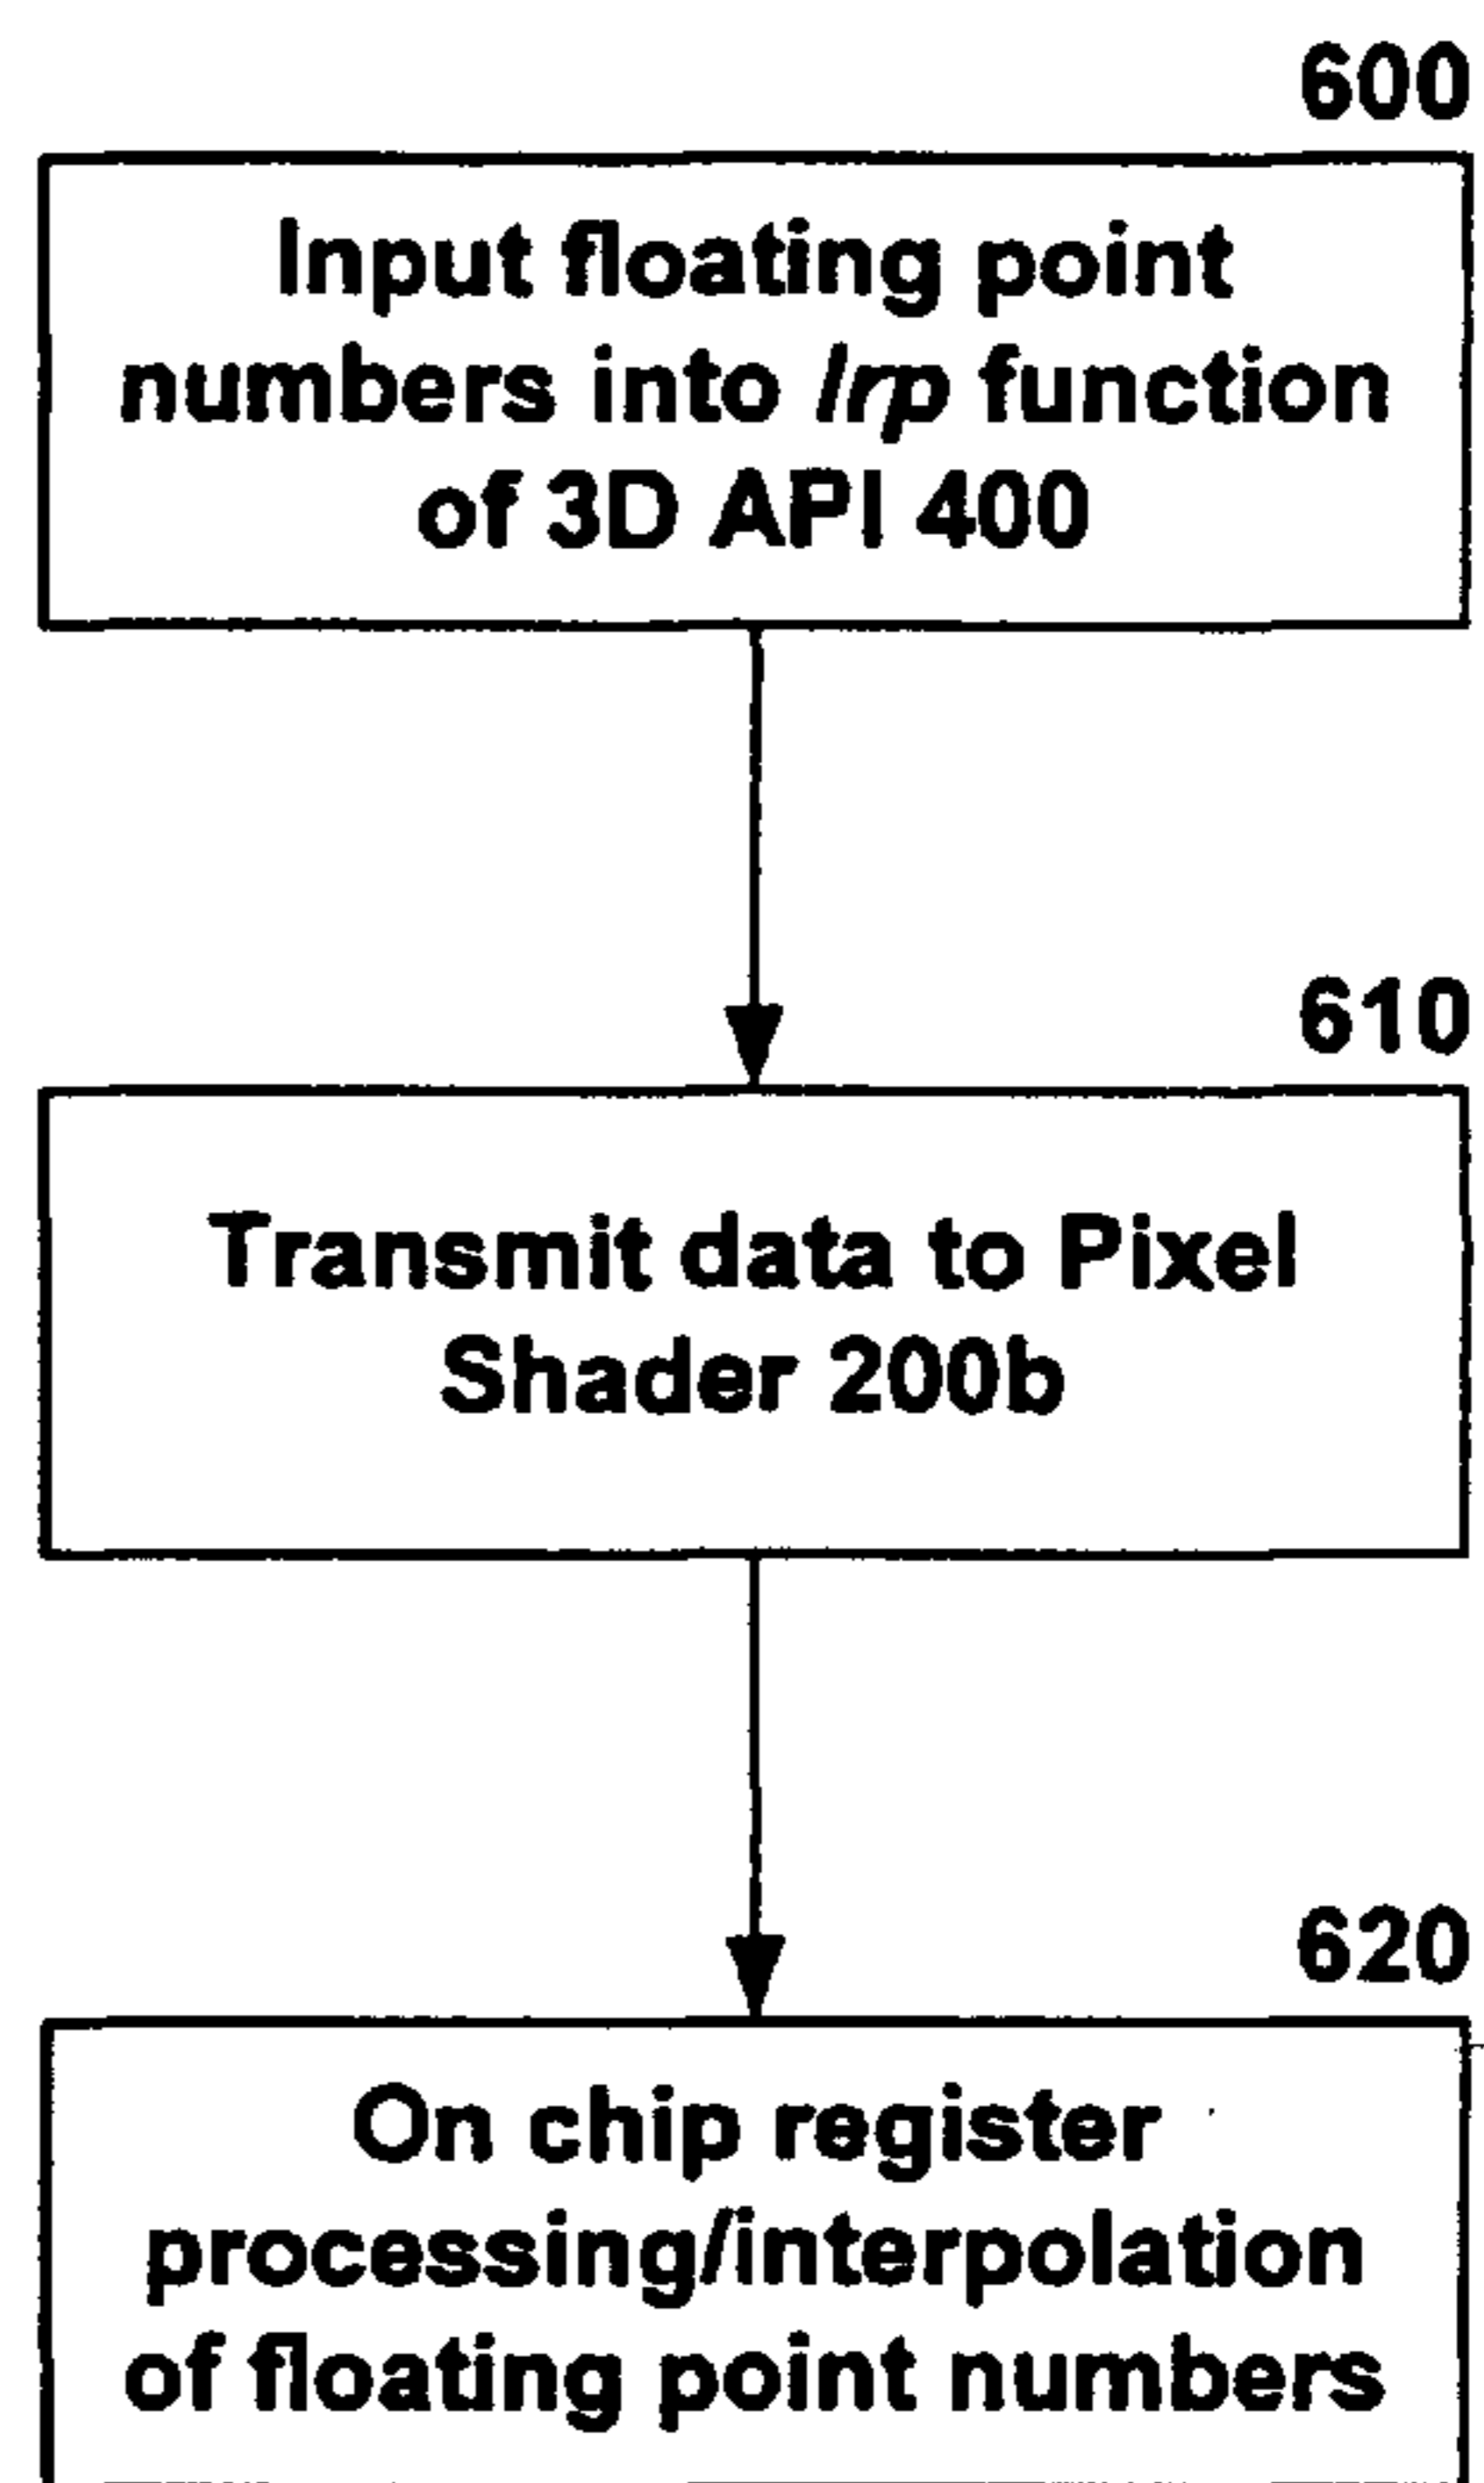 600
Input floating point
numbers into lrp function
of 3D API 400
610
Transmit data to Pixel
Shader 200b
620
On chip register
processing/interpolation
of floating point numbers